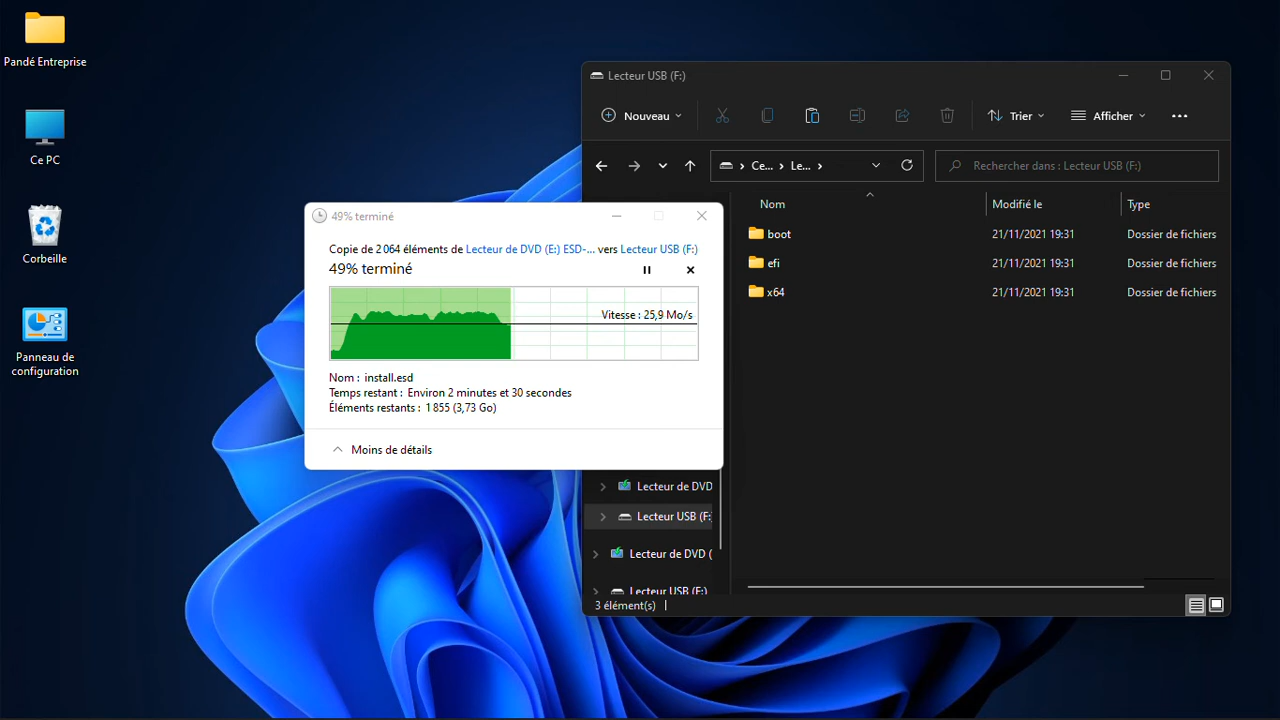 Pandé Entreprise
Ce PC
Corbeille
Panneau de
configuration
Lecteur USB (F:)
Nouveau
Trier
Afficher
Ce...
Le...
Rechercher dans : Lecteur USB (F:)
Nom
Modifié le
Type
boot
21/11/2021 19:31
Dossier de fichiers
efi
21/11/2021 19:31
Dossier de fichiers
x64
21/11/2021 19:31
Dossier de fichiers
Lecteur de DVD
Lecteur USB (F:
Lecteur de DVD (
Lecteur USB (F:)
3 élément(s)
49% terminé
Copie de 2 064 éléments de Lecteur de DVD (E:) ESD-... vers Lecteur USB (F:)
49% terminé
Vitesse : 25,9 Mo/s
Nom : install.esd
Temps restant : Environ 2 minutes et 30 secondes
Éléments restants : 1 855 (3,73 Go)
Moins de détails